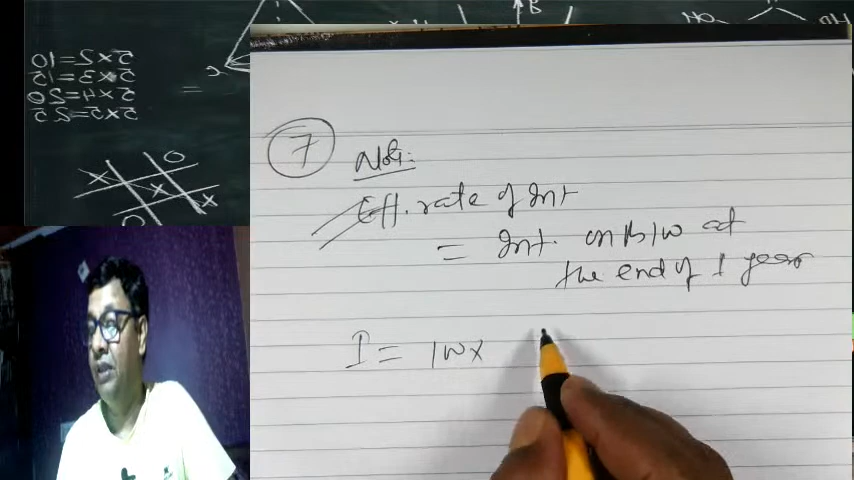 5×2=10
5×3=15
5×4=20
5×5=25
=
X O
X X
O
B
7
Note:
Eff. rate of Int
= Int. on Rs 100 at
the end of 1 year
I = 100×